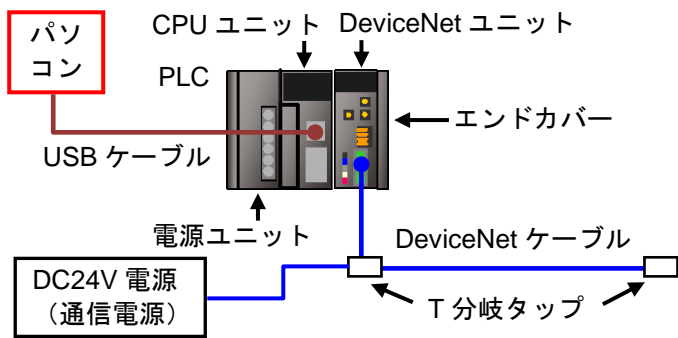 パソ
コン
CPU ユニット
DeviceNet ユニット
PLC
エンドカバー
USB ケーブル
電源ユニット
DeviceNet ケーブル
DC24V 電源
（通信電源）
T 分岐タップ